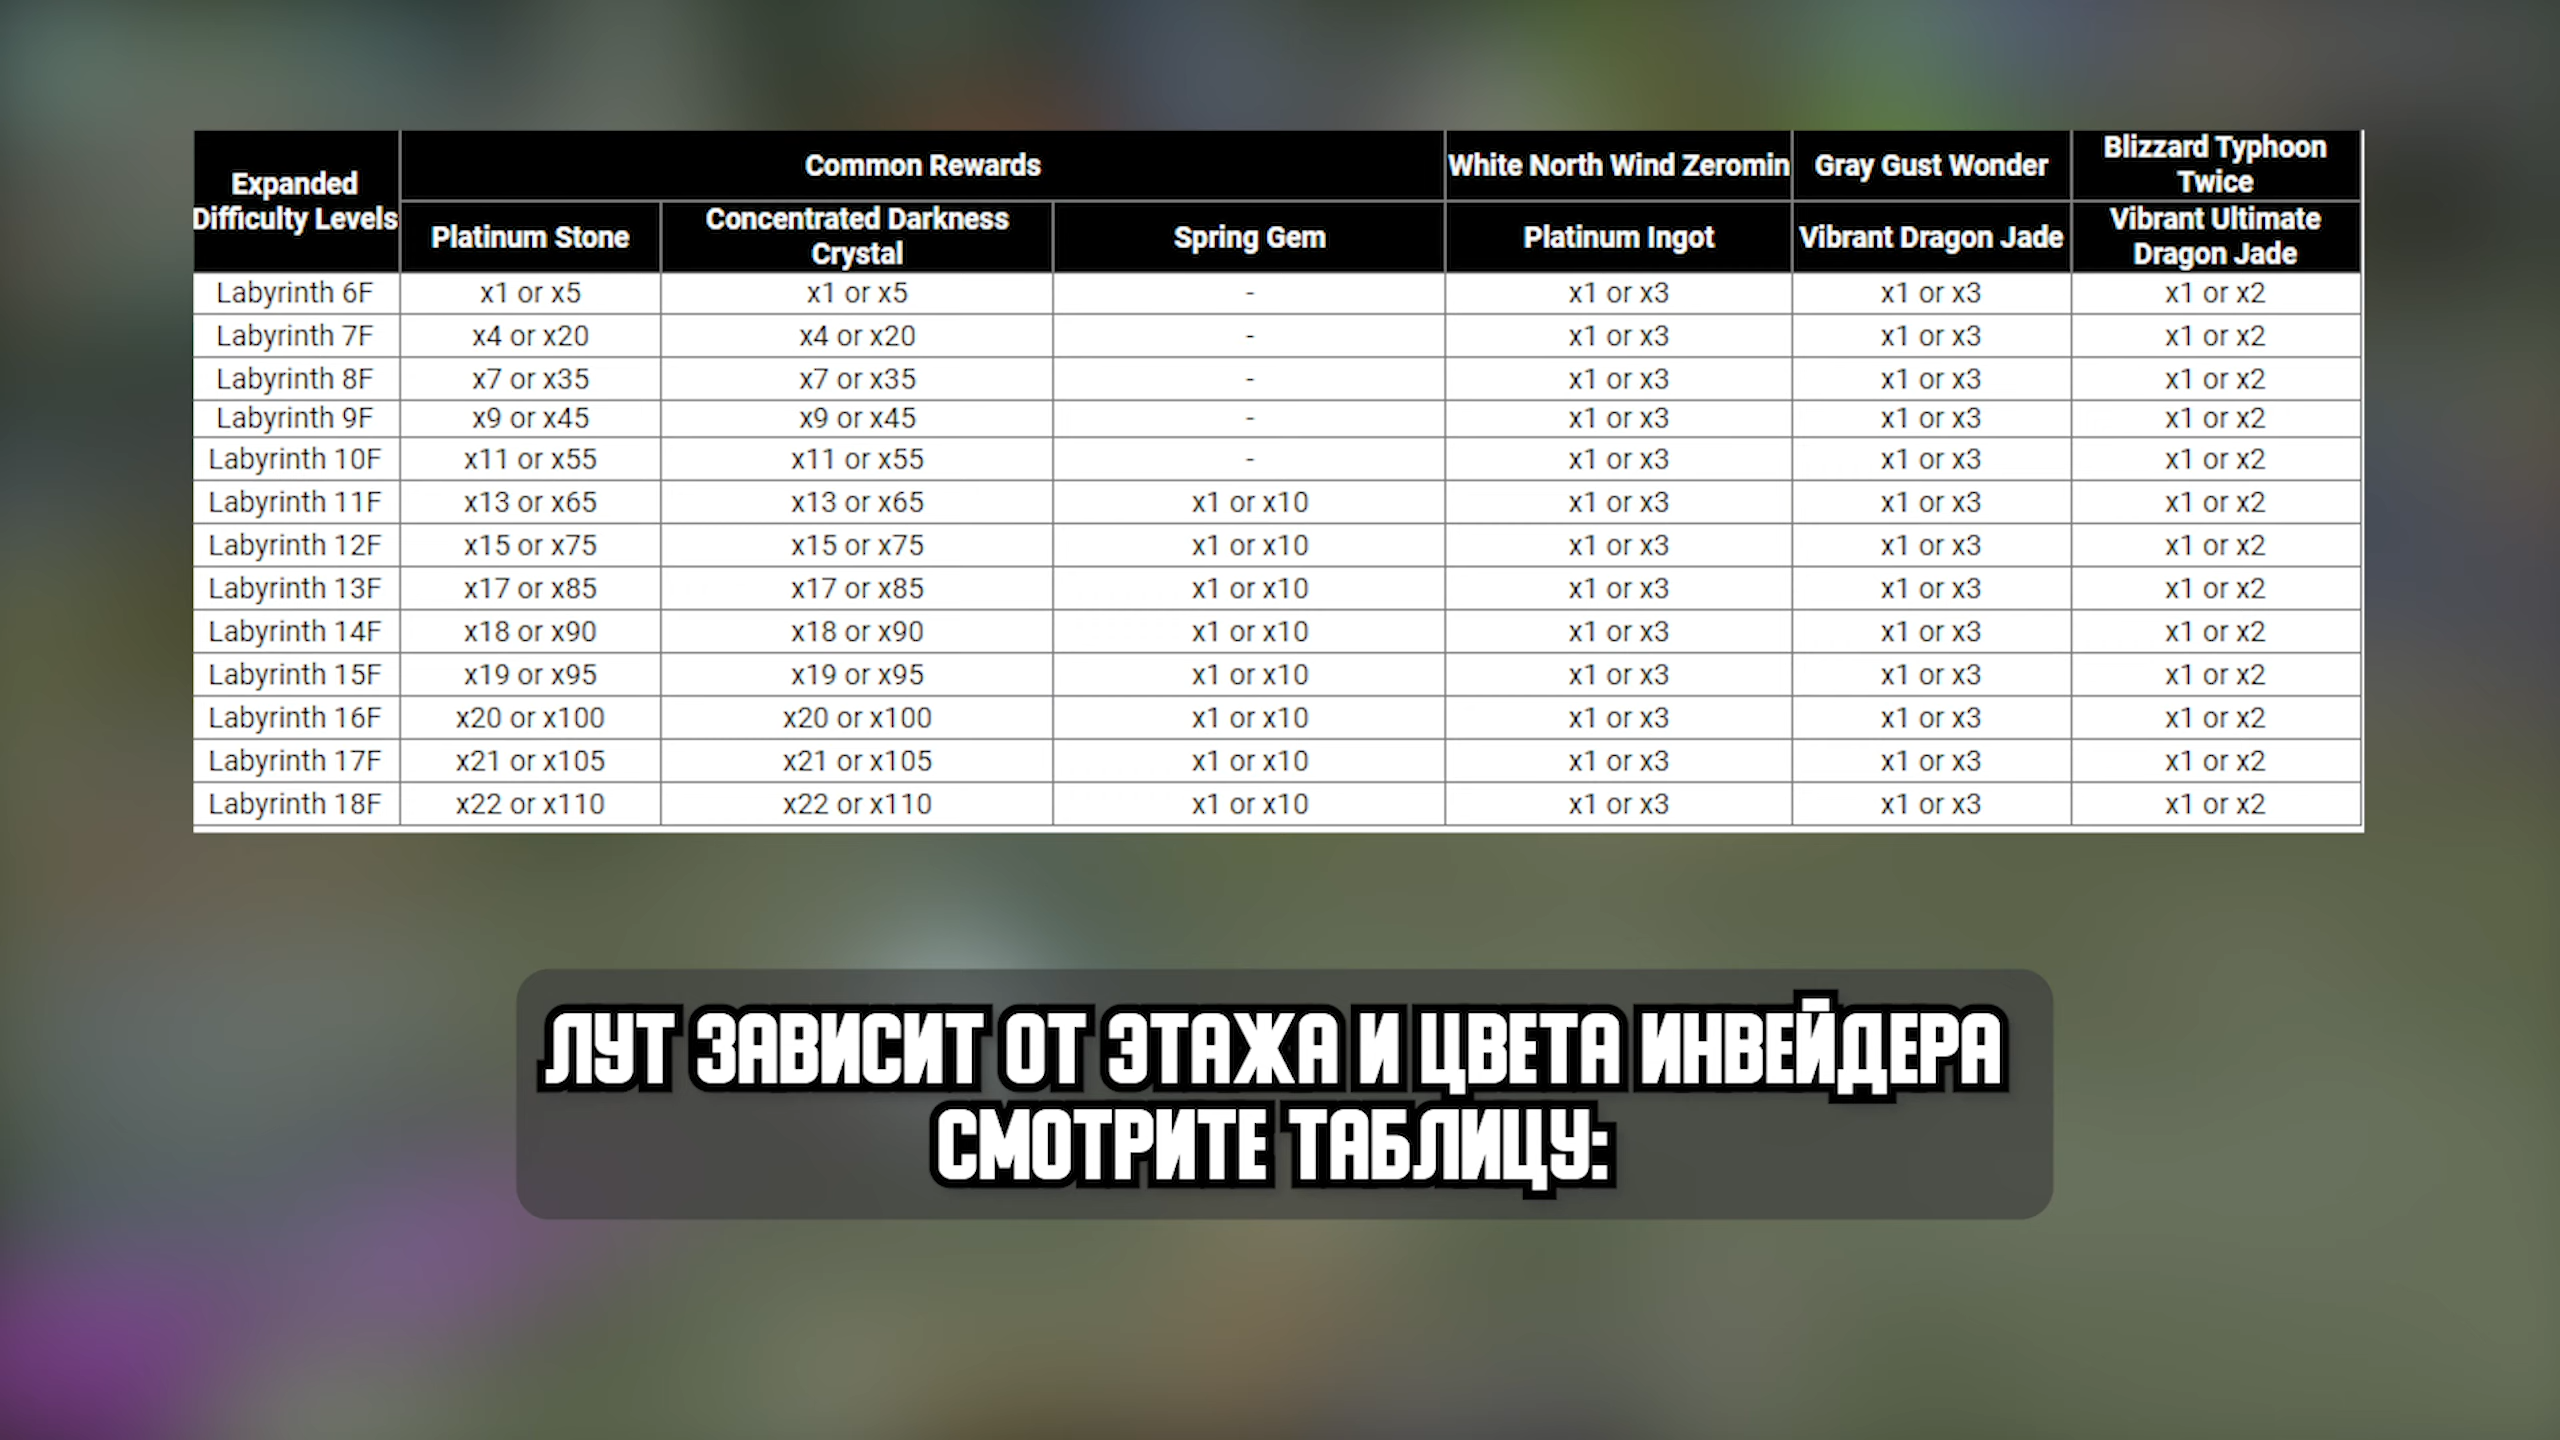 Expanded Difficulty Levels Common Rewards White North Wind Zeromin Gray Gust Wonder Blizzard Typhoon Twice
Platinum Stone Concentrated Darkness Crystal Spring Gem Platinum Ingot Vibrant Dragon Jade Vibrant Ultimate Dragon Jade
Labyrinth 6F x1 or x5 x1 or x5 - x1 or x3 x1 or x3 x1 or x2
Labyrinth 7F x4 or x20 x4 or x20 - x1 or x3 x1 or x3 x1 or x2
Labyrinth 8F x7 or x35 x7 or x35 - x1 or x3 x1 or x3 x1 or x2
Labyrinth 9F x9 or x45 x9 or x45 - x1 or x3 x1 or x3 x1 or x2
Labyrinth 10F x11 or x55 x11 or x55 - x1 or x3 x1 or x3 x1 or x2
Labyrinth 11F x13 or x65 x13 or x65 x1 or x10 x1 or x3 x1 or x3 x1 or x2
Labyrinth 12F x15 or x75 x15 or x75 x1 or x10 x1 or x3 x1 or x3 x1 or x2
Labyrinth 13F x17 or x85 x17 or x85 x1 or x10 x1 or x3 x1 or x3 x1 or x2
Labyrinth 14F x18 or x90 x18 or x90 x1 or x10 x1 or x3 x1 or x3 x1 or x2
Labyrinth 15F x19 or x95 x19 or x95 x1 or x10 x1 or x3 x1 or x3 x1 or x2
Labyrinth 16F x20 or x100 x20 or x100 x1 or x10 x1 or x3 x1 or x3 x1 or x2
Labyrinth 17F x21 or x105 x21 or x105 x1 or x10 x1 or x3 x1 or x3 x1 or x2
Labyrinth 18F x22 or x110 x22 or x110 x1 or x10 x1 or x3 x1 or x3 x1 or x2
ЛУТ ЗАВИСИТ ОТ ЭТАЖА И ЦВЕТА ИНВЕЙДЕРА
СМОТРИТЕ ТАБЛИЦУ: